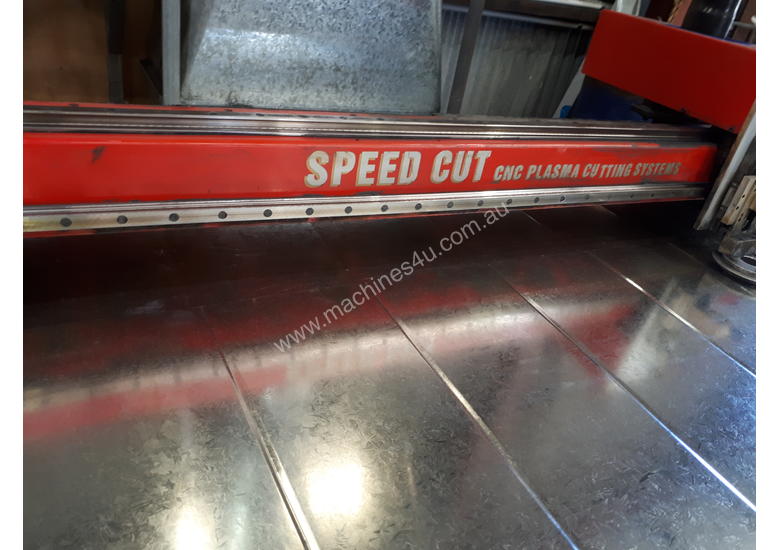 SPEED CUT CNC PLASMA CUTTING SYSTEMS
www.machines4u.com.au